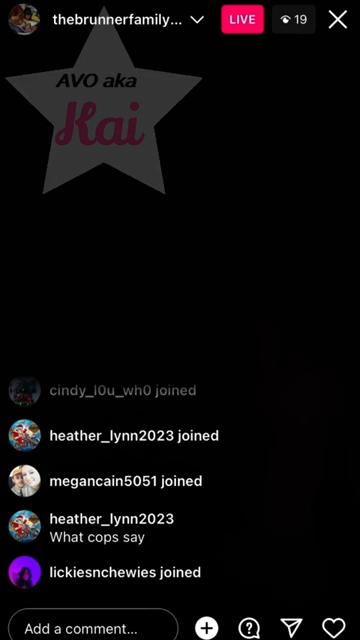 thebrunnerfamily...
LIVE
19
AVO aka
Kai
cindy_l0u_wh0 joined
heather_lynn2023 joined
megancain5051 joined
heather_lynn2023
What cops say
lickiesnchewies joined
Add a comment...